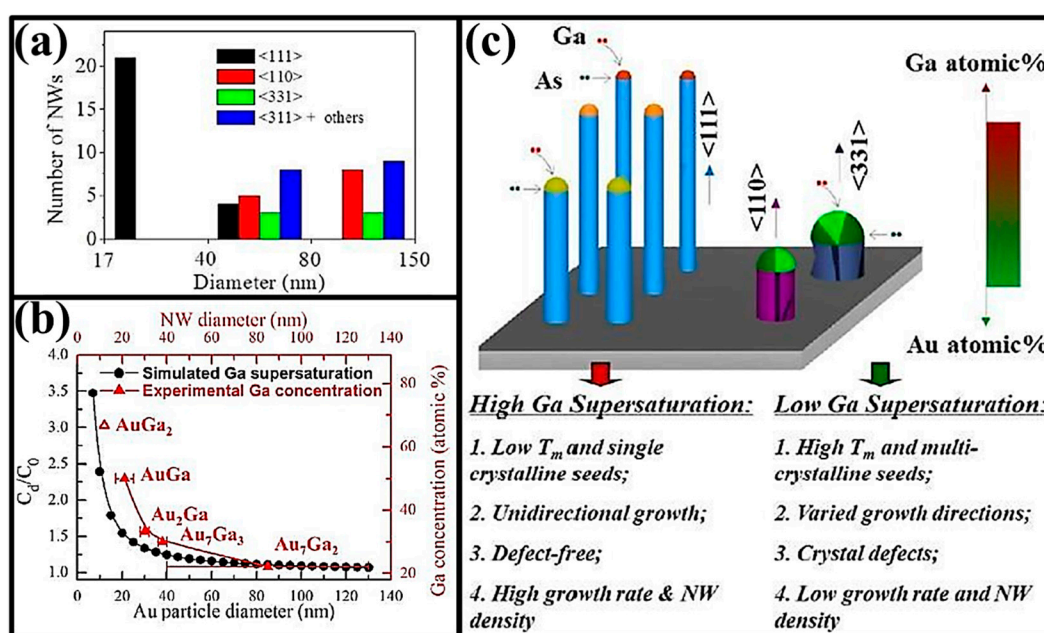 (a)
Number of NWs
20
15
10
5
0
<111>
<110>
<331>
<311> + others
17 40 80 150
Diameter (nm)
(b)
NW diameter (nm)
0 20 40 60 80 100 120 140
C_d/C_0
4.0
3.5
3.0
2.5
2.0
1.5
1.0
Simulated Ga supersaturation
Experimental Ga concentration
AuGa₂
AuGa
Au₂Ga
Au₇Ga₃
Au₇Ga₂
Ga concentration (atomic %)
80
60
40
20
0 20 40 60 80 100 120 140
Au particle diameter (nm)
(c)
Ga
As
<111>
<110>
<331>
Ga atomic%
Au atomic%
High Ga Supersaturation:
1. Low Tₘ and single
crystalline seeds;
2. Unidirectional growth;
3. Defect-free;
4. High growth rate & NW
density
Low Ga Supersaturation:
1. High Tₘ and multi-
crystalline seeds;
2. Varied growth directions;
3. Crystal defects;
4. Low growth rate and NW
density